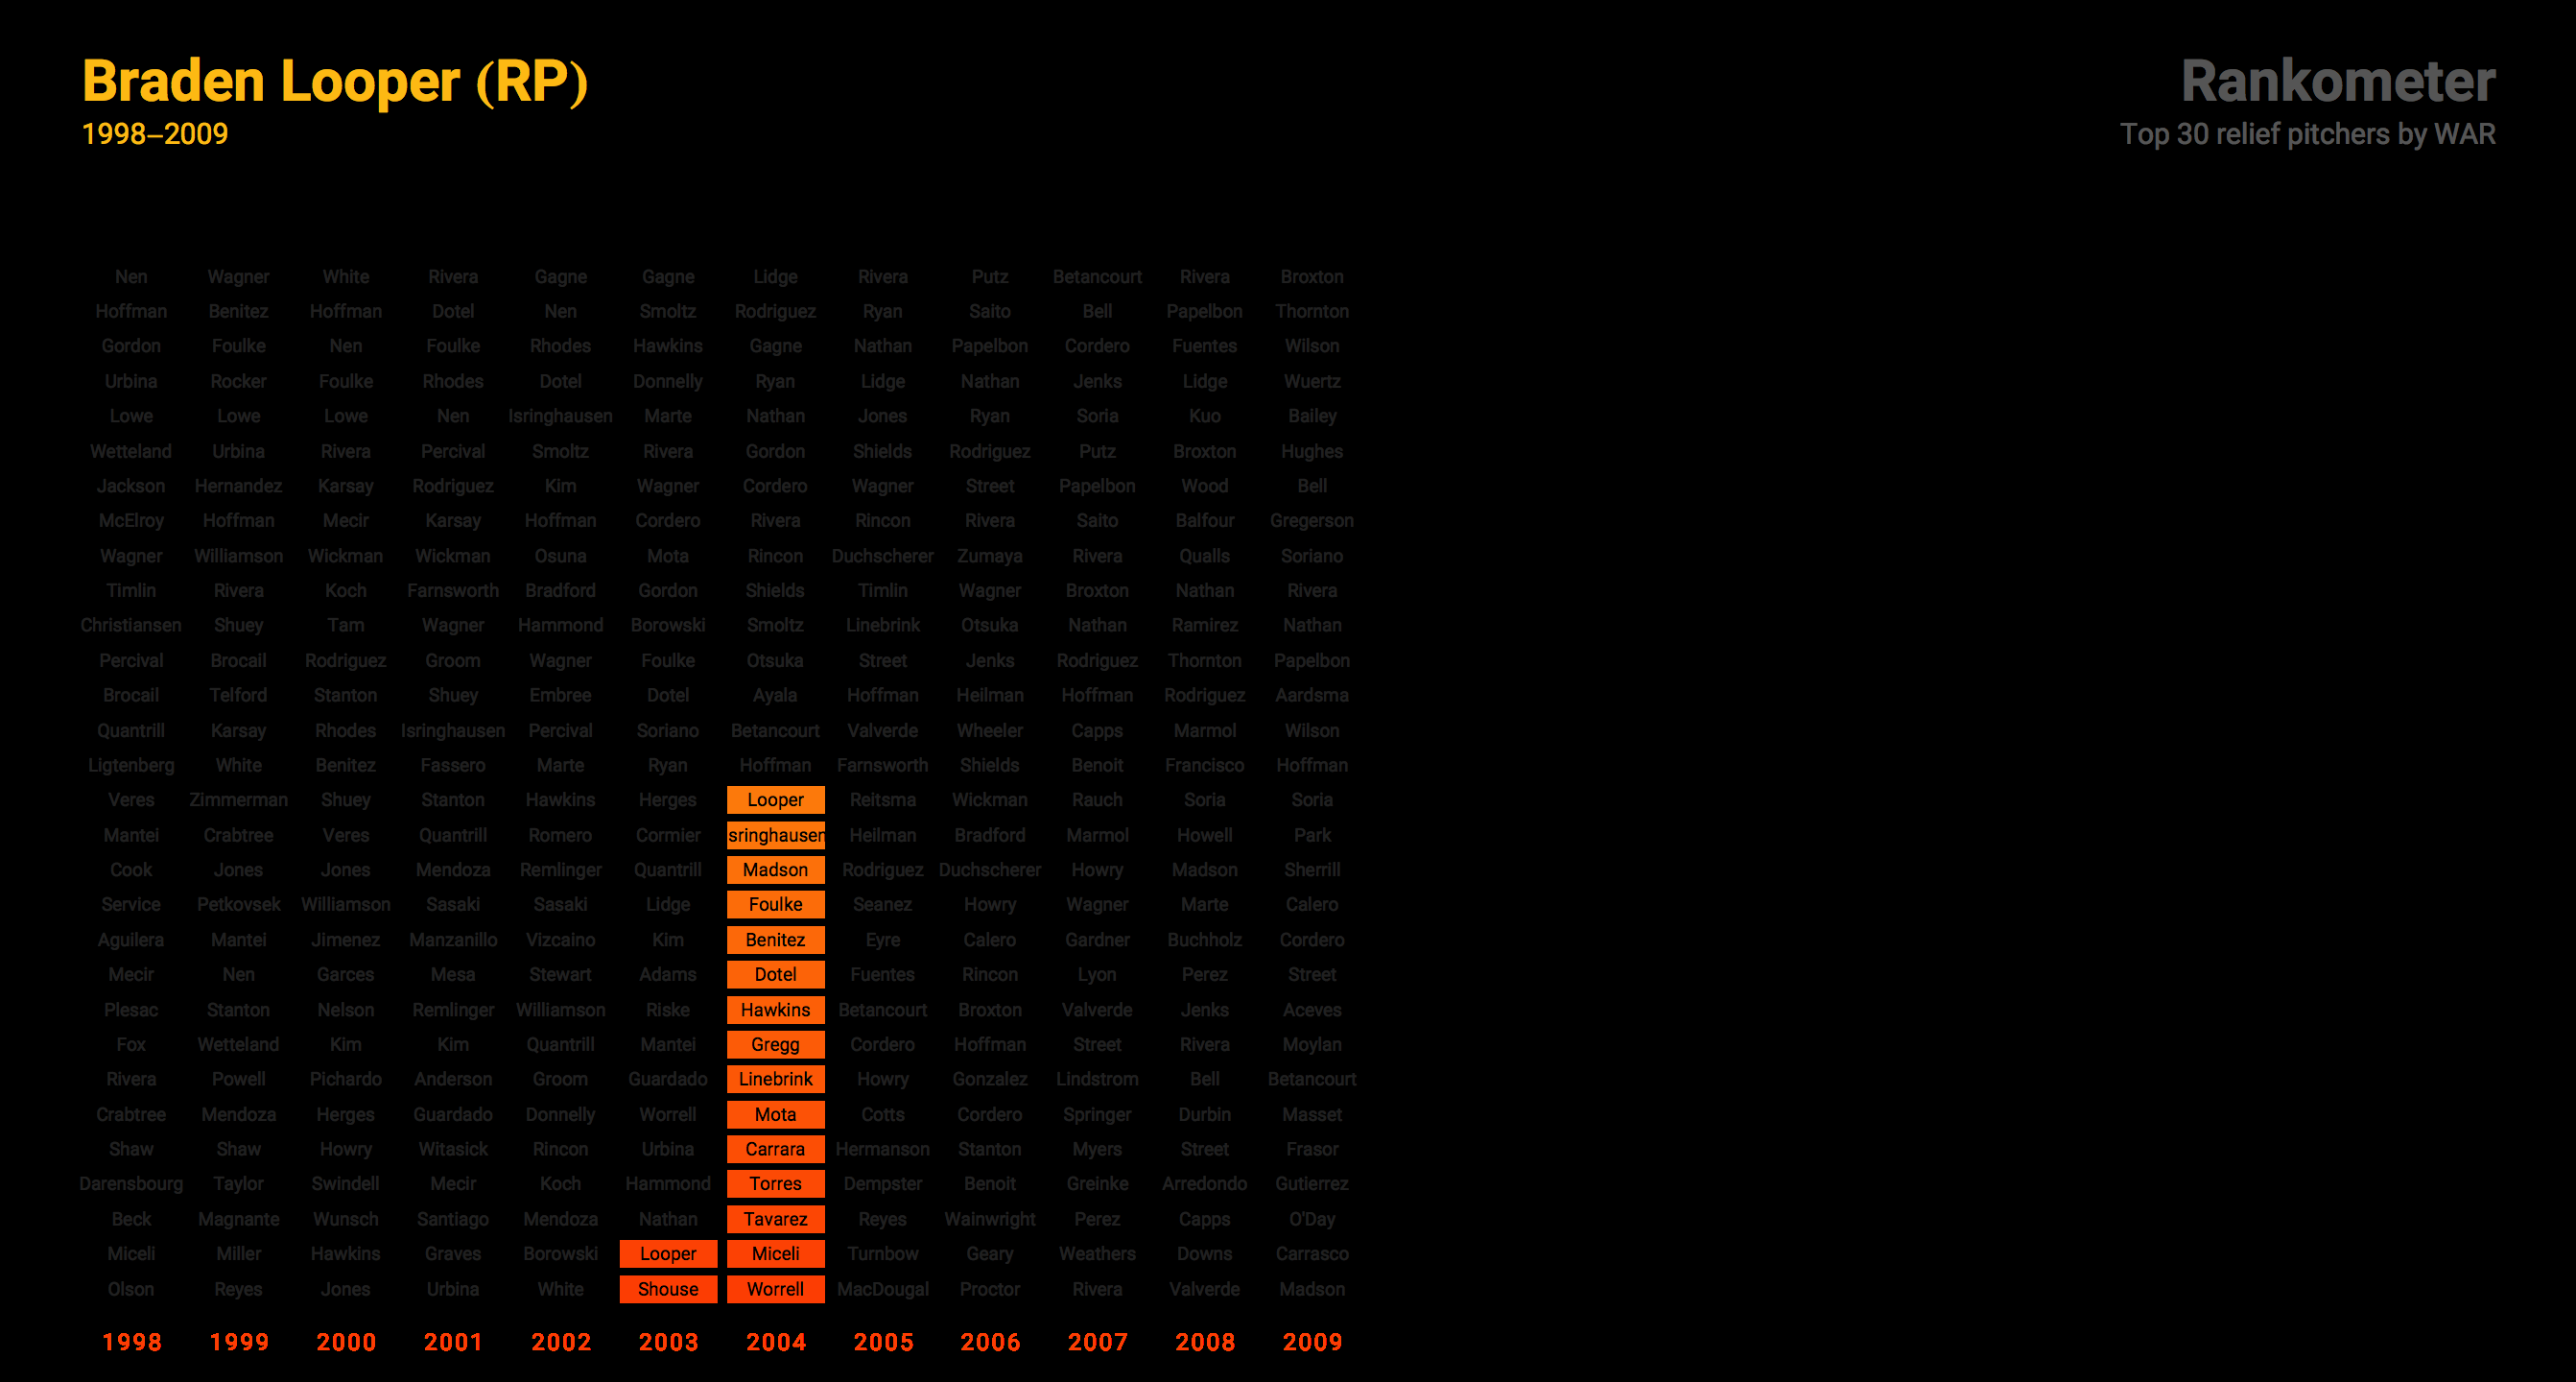 Braden Looper (RP)
1998–2009
Rankometer
Top 30 relief pitchers by WAR
Nen Wagner White Rivera Gagne Gagne Lidge Rivera Putz Betancourt Rivera Broxton
Hoffman Benitez Hoffman Dotel Nen Smoltz Rodriguez Ryan Saito Bell Papelbon Thornton
Gordon Foulke Nen Foulke Rhodes Hawkins Gagne Nathan Papelbon Cordero Fuentes Wilson
Urbina Rocker Foulke Rhodes Dotel Donnelly Ryan Lidge Nathan Jenks Lidge Wuertz
Lowe Lowe Lowe Nen Isringhausen Marte Nathan Jones Ryan Soria Kuo Bailey
Wetteland Urbina Rivera Percival Smoltz Rivera Gordon Shields Rodriguez Putz Broxton Hughes
Jackson Hernandez Karsay Rodriguez Kim Wagner Cordero Wagner Street Papelbon Wood Bell
McElroy Hoffman Mecir Karsay Hoffman Cordero Rivera Rincon Rivera Saito Balfour Gregerson
Wagner Williamson Wickman Wickman Osuna Mota Rincon Duchscherer Zumaya Rivera Qualls Soriano
Timlin Rivera Koch Farnsworth Bradford Gordon Shields Timlin Wagner Broxton Nathan Rivera
Christiansen Shuey Tam Wagner Hammond Borowski Smoltz Linebrink Otsuka Nathan Ramirez Nathan
Percival Brocail Rodriguez Groom Wagner Foulke Otsuka Street Jenks Rodriguez Thornton Papelbon
Brocail Telford Stanton Shuey Embree Dotel Ayala Hoffman Heilman Hoffman Rodriguez Aardsma
Quantrill Karsay Rhodes Isringhausen Percival Soriano Betancourt Valverde Wheeler Capps Marmol Wilson
Ligtenberg White Benitez Fassero Marte Ryan Hoffman Farnsworth Shields Benoit Francisco Hoffman
Veres Zimmerman Shuey Stanton Hawkins Herges Looper Reitsma Wickman Rauch Soria Soria
Mantei Crabtree Veres Quantrill Romero Cormier sringhausen Heilman Bradford Marmol Howell Park
Cook Jones Jones Mendoza Remlinger Quantrill Madson Rodriguez Duchscherer Howry Madson Sherrill
Service Petkovsek Williamson Sasaki Sasaki Lidge Foulke Seanez Howry Wagner Marte Calero
Aguilera Mantei Jimenez Manzanillo Vizcaino Kim Benitez Eyre Calero Gardner Buchholz Cordero
Mecir Nen Garces Mesa Stewart Adams Dotel Fuentes Rincon Lyon Perez Street
Plesac Stanton Nelson Remlinger Williamson Riske Hawkins Betancourt Broxton Valverde Jenks Aceves
Fox Wetteland Kim Kim Quantrill Mantei Gregg Cordero Hoffman Street Rivera Moylan
Rivera Powell Pichardo Anderson Groom Guardado Linebrink Howry Gonzalez Lindstrom Bell Betancourt
Crabtree Mendoza Herges Guardado Donnelly Worrell Mota Cotts Cordero Springer Durbin Masset
Shaw Shaw Howry Witasick Rincon Urbina Carrara Hermanson Stanton Myers Street Frasor
Darensbourg Taylor Swindell Mecir Koch Hammond Torres Dempster Benoit Greinke Arredondo Gutierrez
Beck Magnante Wunsch Santiago Mendoza Nathan Tavarez Reyes Wainwright Perez Capps O'Day
Miceli Miller Hawkins Graves Borowski Looper Miceli Turnbow Geary Weathers Downs Carrasco
Olson Reyes Jones Urbina White Shouse Worrell MacDougal Proctor Rivera Valverde Madson
1998 1999 2000 2001 2002 2003 2004 2005 2006 2007 2008 2009